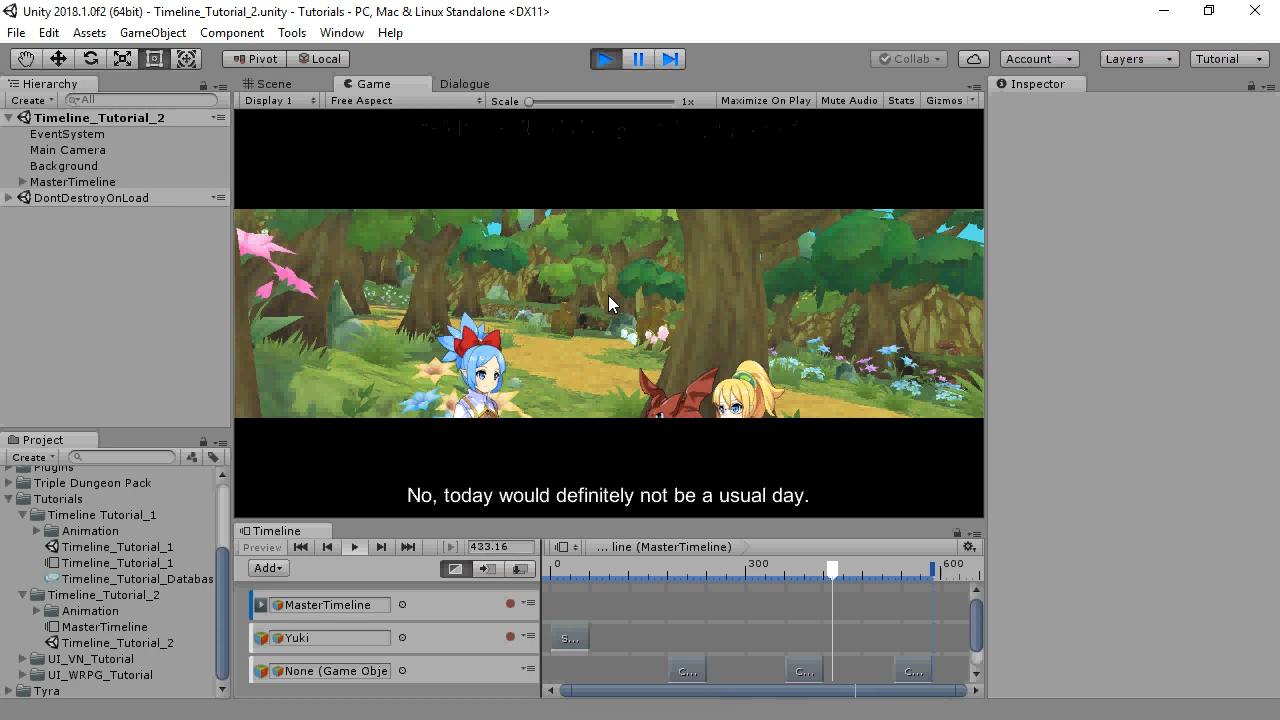 Unity 2018.1.0f2 (64bit) - Timeline_Tutorial_2.unity - Tutorials - PC, Mac & Linux Standalone <DX11>
File Edit Assets GameObject Component Tools Window Help
Pivot Local Collab Account Layers Tutorial
Hierarchy Scene Game Dialogue Inspector
Create All Display 1 Free Aspect Scale 1x Maximize On Play Mute Audio Stats Gizmos
Timeline_Tutorial_2
EventSystem
Main Camera
Background
MasterTimeline
DontDestroyOnLoad
Project
Create
Plugins
Triple Dungeon Pack
Tutorials
Timeline Tutorial_1
Animation
Timeline_Tutorial_1
Timeline_Tutorial_1
Timeline_Tutorial_Databas
Timeline_Tutorial_2
Animation
MasterTimeline
Timeline_Tutorial_2
UI_VN_Tutorial
UI_WRPG_Tutorial
Tyra
No, today would definitely not be a usual day.
Timeline
Preview 433.16 ... line (MasterTimeline)
Add 0 300 600
MasterTimeline
Yuki S...
None (Game Obje C... C... C...